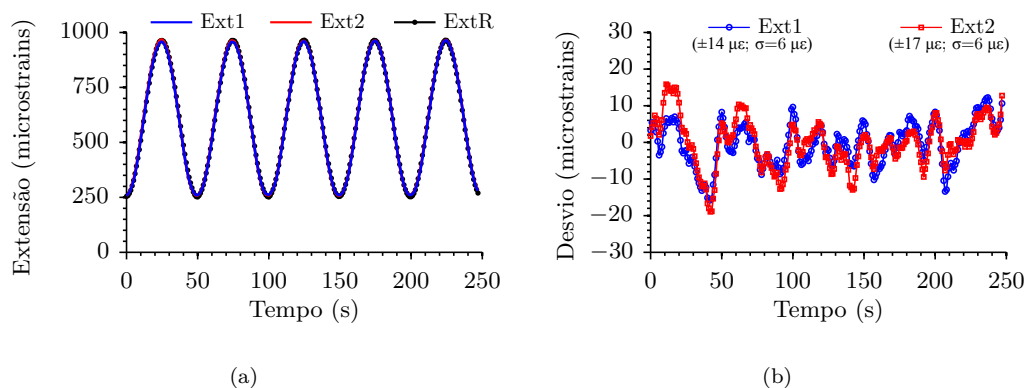 Ext1 Ext2 ExtR
1000
750
500
250
0
Extensão (microstrains)
0 50 100 150 200 250
Tempo (s)
(a)
Ext1 Ext2
(±14 µε; σ=6 µε) (±17 µε; σ=6 µε)
30
20
10
0
−10
−20
−30
Desvio (microstrains)
0 50 100 150 200 250
Tempo (s)
(b)